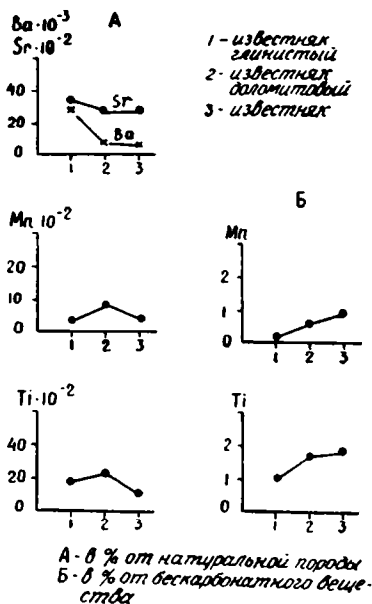 Ba·10⁻³ А
Sr·10⁻²
1 - известняк
глинистый
2 - известняк
доломитовый
3 - известняк
40
20
0
Sr
Ba
1 2 3
Mn·10⁻²
20
10
0
1 2 3
Б
Mn
2
1
0
1 2 3
Ti·10⁻²
40
20
0
1 2 3
Ti
2
1
0
1 2 3
А - в % от натуральной породы
Б - в % от бескарбонатного веще-
ства